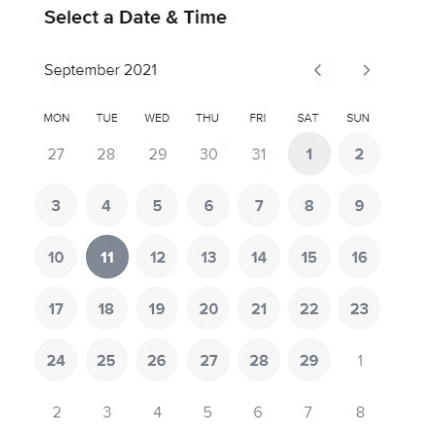 Select a Date & Time
September 2021
MON TUE WED THU FRI SAT SUN
27 28 29 30 31 1 2
3 4 5 6 7 8 9
10 11 12 13 14 15 16
17 18 19 20 21 22 23
24 25 26 27 28 29 1
2 3 4 5 6 7 8